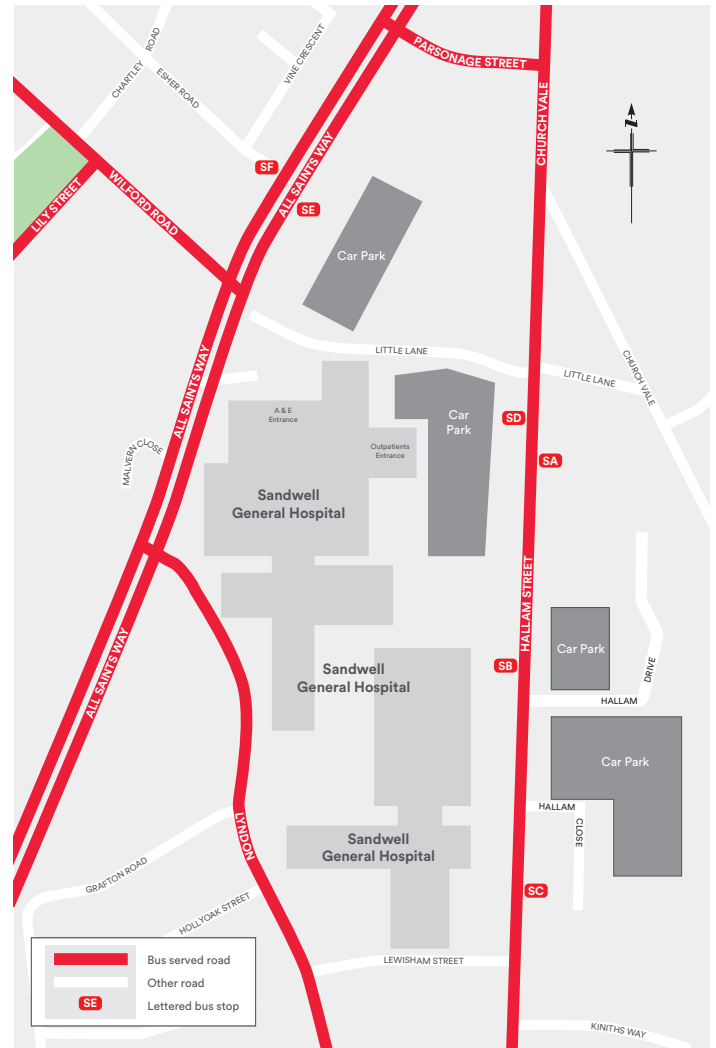 PARSONAGE STREET
CHARTLEY ROAD
ESHER ROAD
VINE CRESCENT
CHURCH VALE
N
SF
ALL SAINTS WAY
SE
LILY STREET
WILFORD ROAD
Car Park
LITTLE LANE
LITTLE LANE
CHURCH VALE
ALL SAINTS WAY
A & E
Entrance
Car
Park
SD
Outpatients
Entrance
SA
MALVERN CLOSE
Sandwell
General Hospital
HALLAM STREET
Car Park
SB
Sandwell
General Hospital
DRIVE
HALLAM
ALL SAINTS WAY
Car Park
HALLAM
CLOSE
LYNDON
Sandwell
General Hospital
GRAFTON ROAD
SC
HOLLYOAK STREET
LEWISHAM STREET
Bus served road
Other road
SE
Lettered bus stop
KINITHS WAY